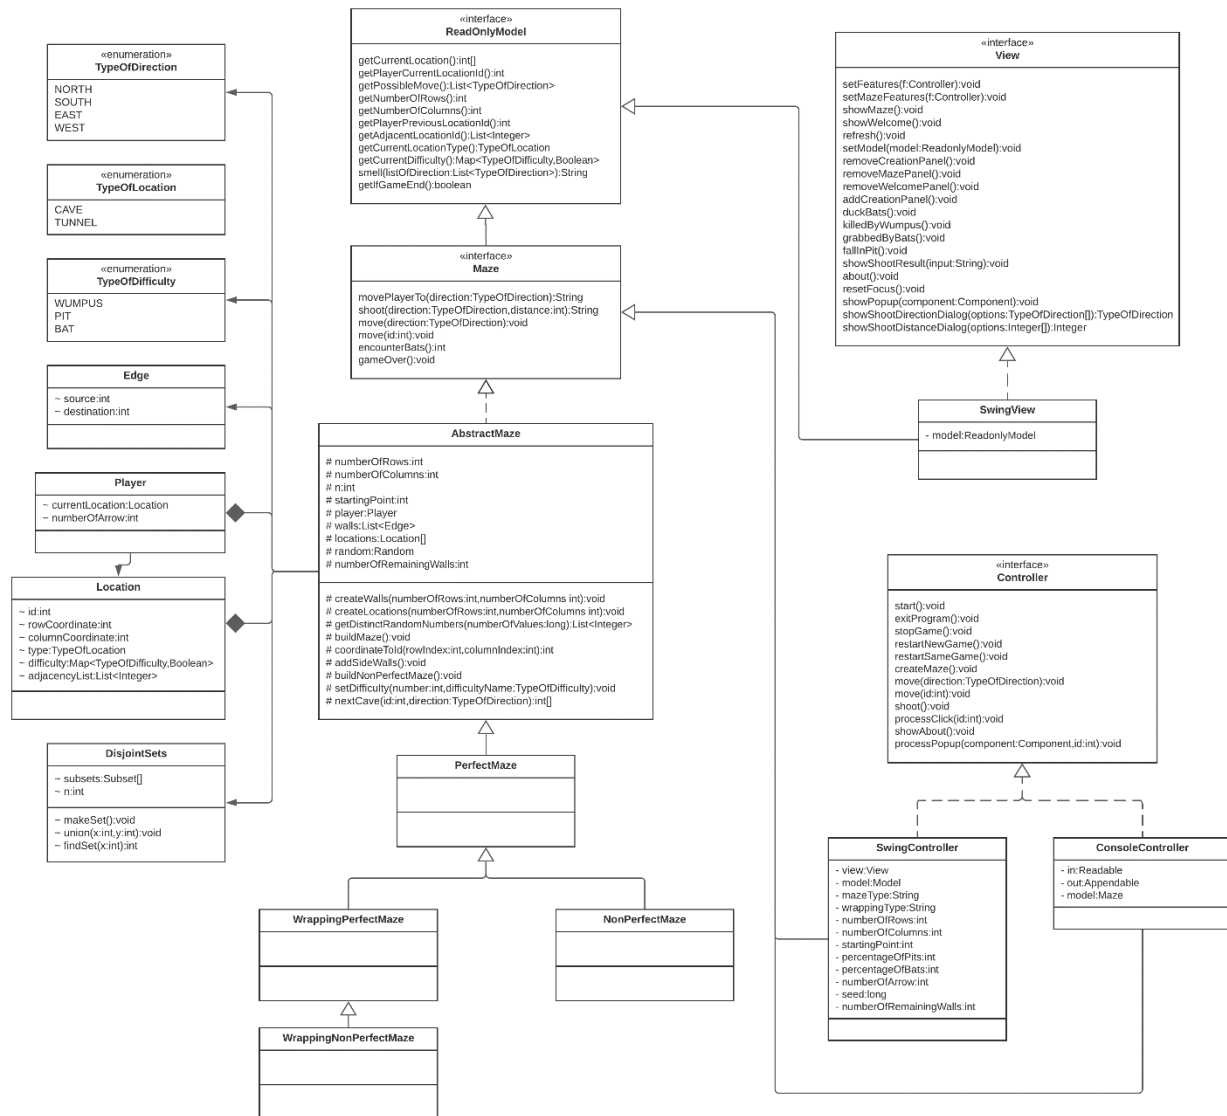 «enumeration»
TypeOfDirection
NORTH
SOUTH
EAST
WEST
«enumeration»
TypeOfLocation
CAVE
TUNNEL
«enumeration»
TypeOfDifficulty
WUMPUS
PIT
BAT
Edge
~ source:int
~ destination:int
Player
~ currentLocation:Location
~ numberOfArrow:int
Location
~ id:int
~ rowCoordinate:int
~ columnCoordinate:int
~ type:TypeOfLocation
~ difficulty:Map<TypeOfDifficulty,Boolean>
~ adjacencyList:List<Integer>
DisjointSets
~ subsets:Subset[]
~ n:int
~ makeSet():void
~ union(x:int,y:int):void
~ findSet(x:int):int
«interface»
ReadOnlyModel
getCurrentLocation():int[]
getPlayerCurrentLocationId():int
getPossibleMove():List<TypeOfDirection>
getNumberOfRows():int
getNumberOfColumns():int
getPlayerPreviousLocationId():int
getAdjacentLocationId():List<Integer>
getCurrentLocationType():TypeOfLocation
getCurrentDifficulty():Map<TypeOfDifficulty,Boolean>
smell(listOfDirection:List<TypeOfDirection>):String
getIfGameEnd():boolean
«interface»
Maze
movePlayerTo(direction:TypeOfDirection):String
shoot(direction:TypeOfDirection,distance:int):String
move(direction:TypeOfDirection):void
move(id:int):void
encounterBats():int
gameOver():void
AbstractMaze
# numberOfRows:int
# numberOfColumns:int
# n:int
# startingPoint:int
# player:Player
# walls:List<Edge>
# locations:Location[]
# random:Random
# numberOfRemainingWalls:int
# createWalls(numberOfRows:int,numberOfColumns int):void
# createLocations(numberOfRows:int,numberOfColumns int):void
# getDistinctRandomNumbers(numberOfValues:long):List<Integer>
# buildMaze():void
# coordinateToId(rowIndex:int,columnIndex:int):int
# addSideWalls():void
# buildNonPerfectMaze():void
# setDifficulty(number:int,difficultyName:TypeOfDifficulty):void
# nextCave(id:int,direction:TypeOfDirection):int[]
PerfectMaze
WrappingPerfectMaze
NonPerfectMaze
WrappingNonPerfectMaze
«interface»
View
setFeatures(f:Controller):void
setMazeFeatures(f:Controller):void
showMaze():void
showWelcome():void
refresh():void
setModel(model:ReadonlyModel):void
removeCreationPanel():void
removeMazePanel():void
removeWelcomePanel():void
addCreationPanel():void
duckBats():void
killedByWumpus():void
grabbedByBats():void
fallInPit():void
showShootResult(input:String):void
about():void
resetFocus():void
showPopup(component:Component):void
showShootDirectionDialog(options:TypeOfDirection[]):TypeOfDirection
showShootDistanceDialog(options:Integer[]):Integer
SwingView
- model:ReadonlyModel
«interface»
Controller
start():void
exitProgram():void
stopGame():void
restartNewGame():void
restartSameGame():void
createMaze():void
move(direction:TypeOfDirection):void
move(id:int):void
shoot():void
processClick(id:int):void
showAbout():void
processPopup(component:Component,id:int):void
SwingController
- view:View
- model:Model
- mazeType:String
- wrappingType:String
- numberOfRows:int
- numberOfColumns:int
- startingPoint:int
- percentageOfPits:int
- percentageOfBats:int
- numberOfArrow:int
- seed:long
- numberOfRemainingWalls:int
ConsoleController
- in:Readable
- out:Appendable
- model:Maze